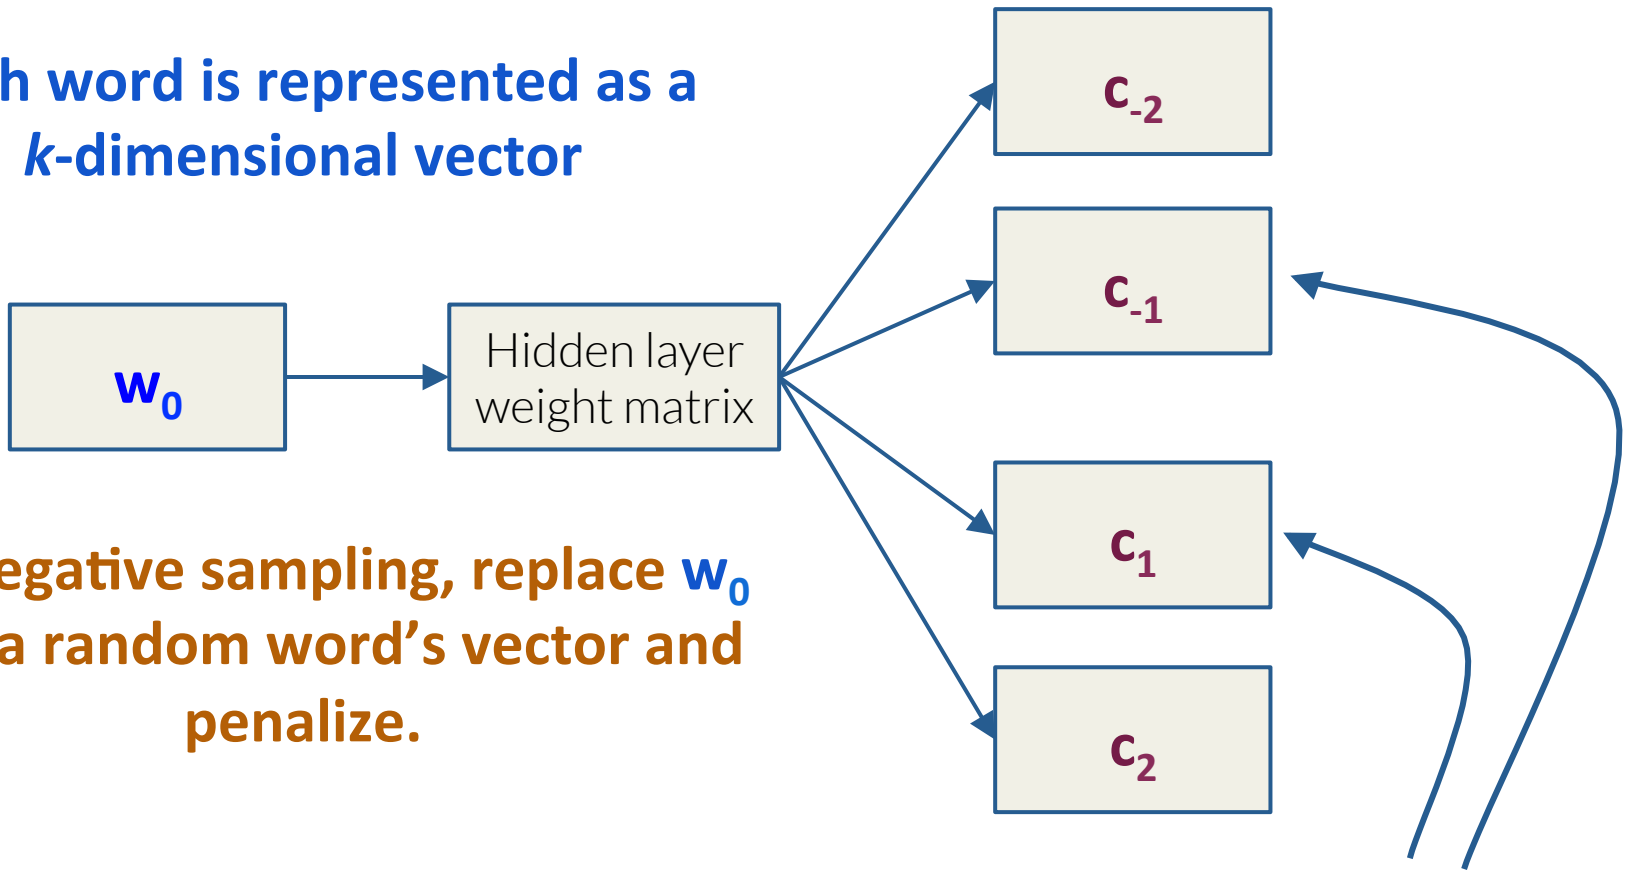 h word is represented as a
k-dimensional vector
w0
Hidden layer
weight matrix
c-2
c-1
c1
c2
egative sampling, replace w0
a random word’s vector and
penalize.